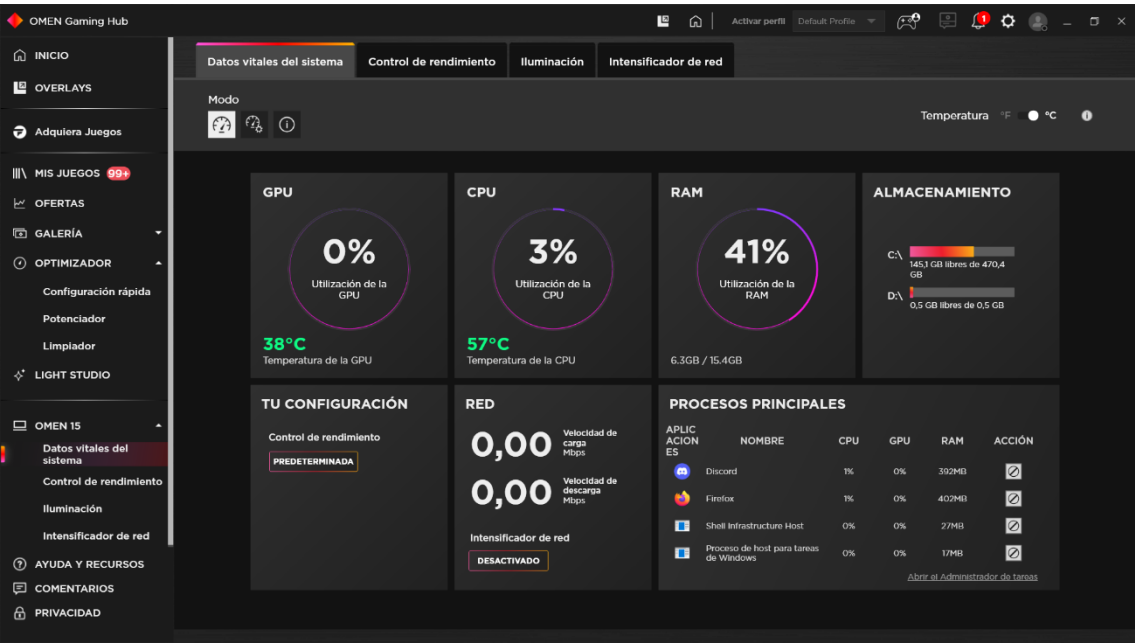 OMEN Gaming Hub
Activar perfil
Default Profile
1
INICIO
OVERLAYS
Adquiera Juegos
MIS JUEGOS 99+
OFERTAS
GALERÍA
OPTIMIZADOR
Configuración rápida
Potenciador
Limpiador
LIGHT STUDIO
OMEN 15
Datos vitales del
sistema
Control de rendimiento
Iluminación
Intensificador de red
AYUDA Y RECURSOS
COMENTARIOS
PRIVACIDAD
Datos vitales del sistema
Control de rendimiento
Iluminación
Intensificador de red
Modo
Temperatura °F °C
GPU
0%
Utilización de la
GPU
38°C
Temperatura de la GPU
CPU
3%
Utilización de la
CPU
57°C
Temperatura de la CPU
RAM
41%
Utilización de la
RAM
6.3GB / 15.4GB
ALMACENAMIENTO
C:\
145,1 GB libres de 470,4
GB
D:\
0,5 GB libres de 0,5 GB
TU CONFIGURACIÓN
Control de rendimiento
PREDETERMINADA
RED
0,00
Velocidad de
carga
Mbps
0,00
Velocidad de
descarga
Mbps
Intensificador de red
DESACTIVADO
PROCESOS PRINCIPALES
APLIC
ACION
ES
NOMBRE CPU GPU RAM ACCIÓN
Discord 1% 0% 392MB
Firefox 1% 0% 402MB
Shell Infrastructure Host 0% 0% 27MB
Proceso de host para tareas
de Windows 0% 0% 17MB
Abrir el Administrador de tareas